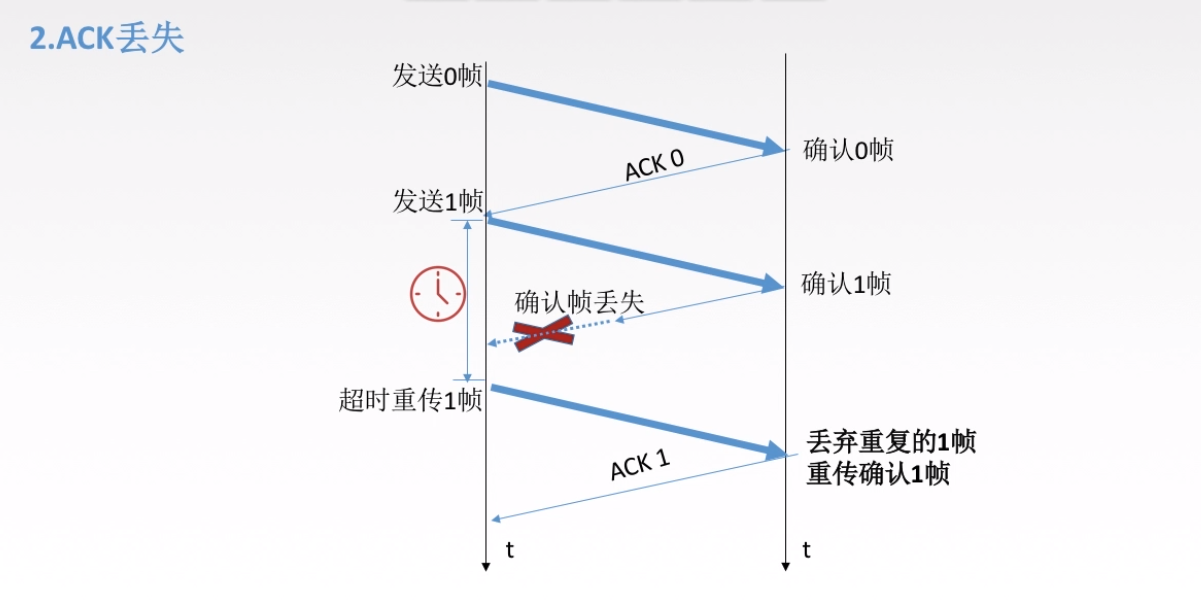 2.ACK丢失
发送0帧
确认0帧
ACK 0
发送1帧
确认1帧
确认帧丢失
超时重传1帧
丢弃重复的1帧
重传确认1帧
ACK 1
t
t